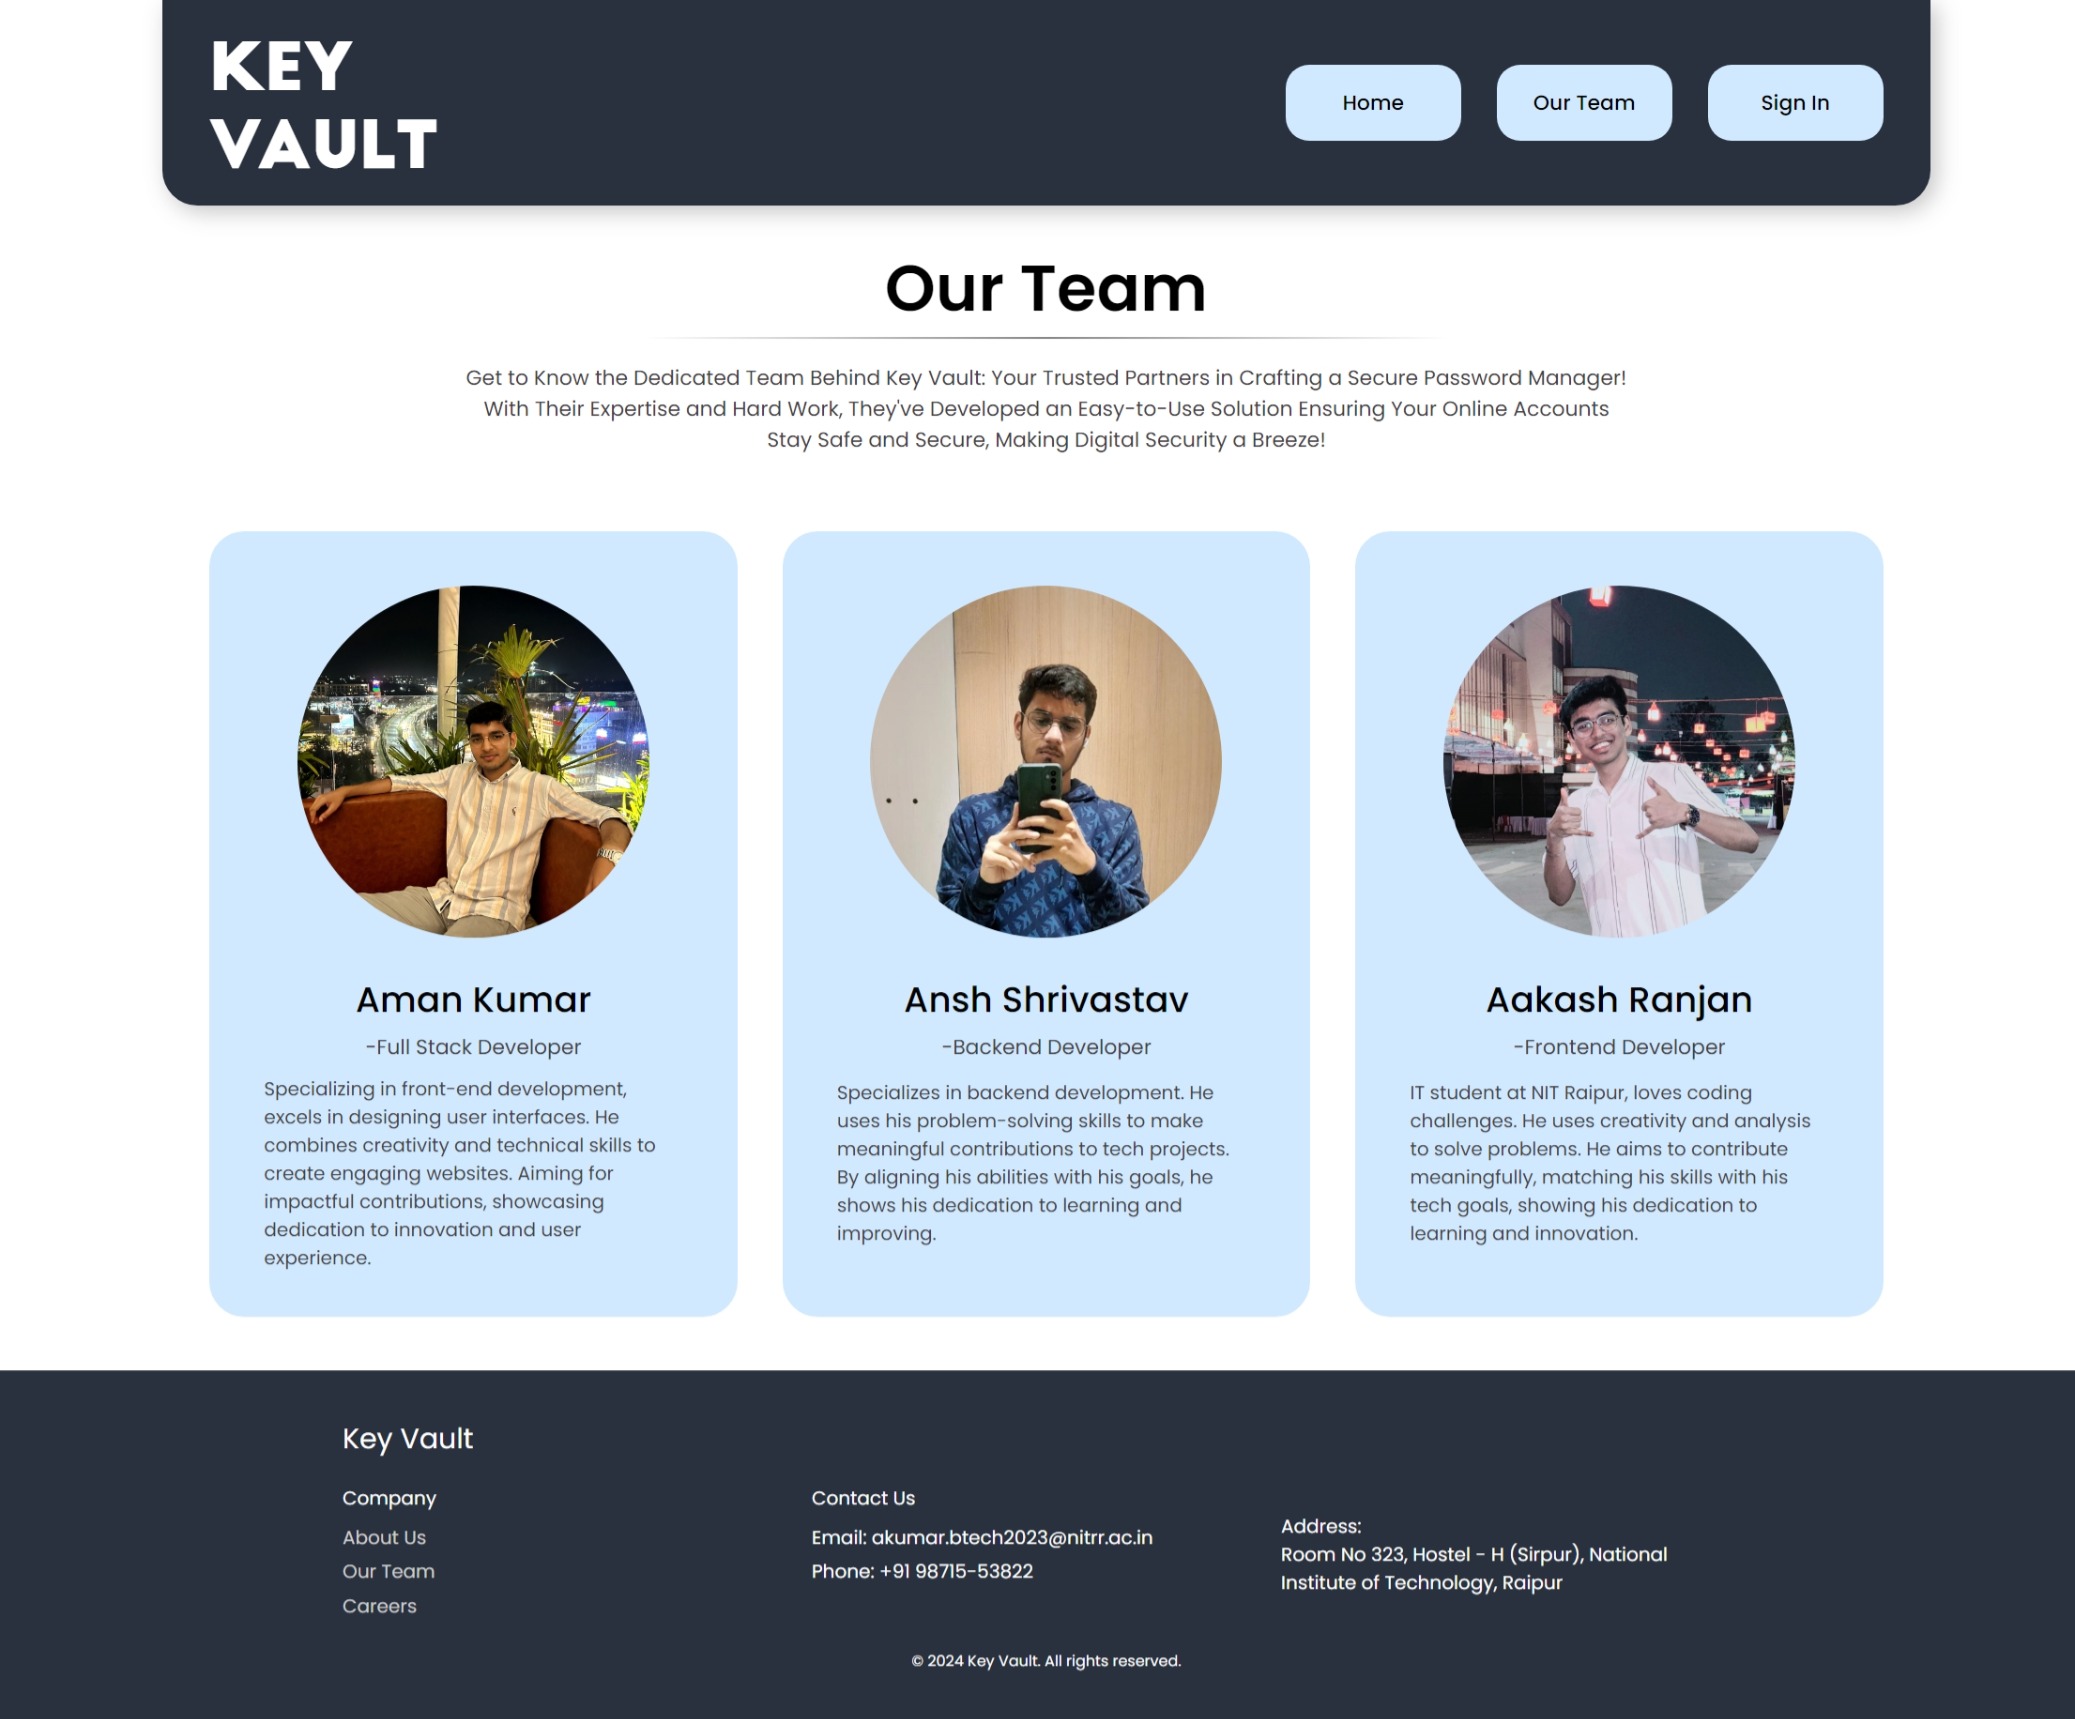 KEY
VAULT
Home
Our Team
Sign In
Our Team
Get to Know the Dedicated Team Behind Key Vault: Your Trusted Partners in Crafting a Secure Password Manager!
With Their Expertise and Hard Work, They've Developed an Easy-to-Use Solution Ensuring Your Online Accounts
Stay Safe and Secure, Making Digital Security a Breeze!
Aman Kumar
-Full Stack Developer
Specializing in front-end development,
excels in designing user interfaces. He
combines creativity and technical skills to
create engaging websites. Aiming for
impactful contributions, showcasing
dedication to innovation and user
experience.
Ansh Shrivastav
-Backend Developer
Specializes in backend development. He
uses his problem-solving skills to make
meaningful contributions to tech projects.
By aligning his abilities with his goals, he
shows his dedication to learning and
improving.
Aakash Ranjan
-Frontend Developer
IT student at NIT Raipur, loves coding
challenges. He uses creativity and analysis
to solve problems. He aims to contribute
meaningfully, matching his skills with his
tech goals, showing his dedication to
learning and innovation.
Key Vault
Company
About Us
Our Team
Careers
Contact Us
Email: akumar.btech2023@nitrr.ac.in
Phone: +91 98715-53822
Address:
Room No 323, Hostel - H (Sirpur), National
Institute of Technology, Raipur
© 2024 Key Vault. All rights reserved.